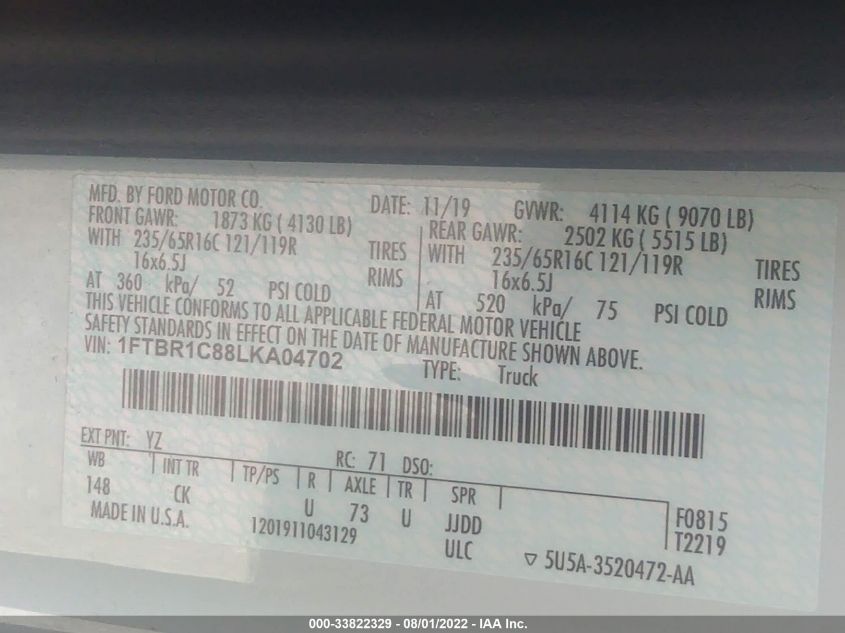 MFD. BY FORD MOTOR CO. DATE: 11/19 GVWR: 4114 KG ( 9070 LB)
FRONT GAWR: 1873 KG ( 4130 LB) REAR GAWR: 2502 KG ( 5515 LB)
WITH 235/65R16C 121/119R TIRES WITH 235/65R16C 121/119R TIRES
16x6.5J RIMS 16x6.5J RIMS
AT 360 kPa/ 52 PSI COLD AT 520 kPa/ 75 PSI COLD
THIS VEHICLE CONFORMS TO ALL APPLICABLE FEDERAL MOTOR VEHICLE
SAFETY STANDARDS IN EFFECT ON THE DATE OF MANUFACTURE SHOWN ABOVE.
VIN: 1FTBR1C88LKA04702 TYPE: Truck
EXT PNT: YZ RC: 71 DSO:
WB INT TR TP/PS R AXLE TR SPR
148 CK U 73 U JJDD F0815
MADE IN U.S.A. 1201911043129 ULC T2219
▽ 5U5A-3520472-AA
000-33822329 - 08/01/2022 - IAA Inc.